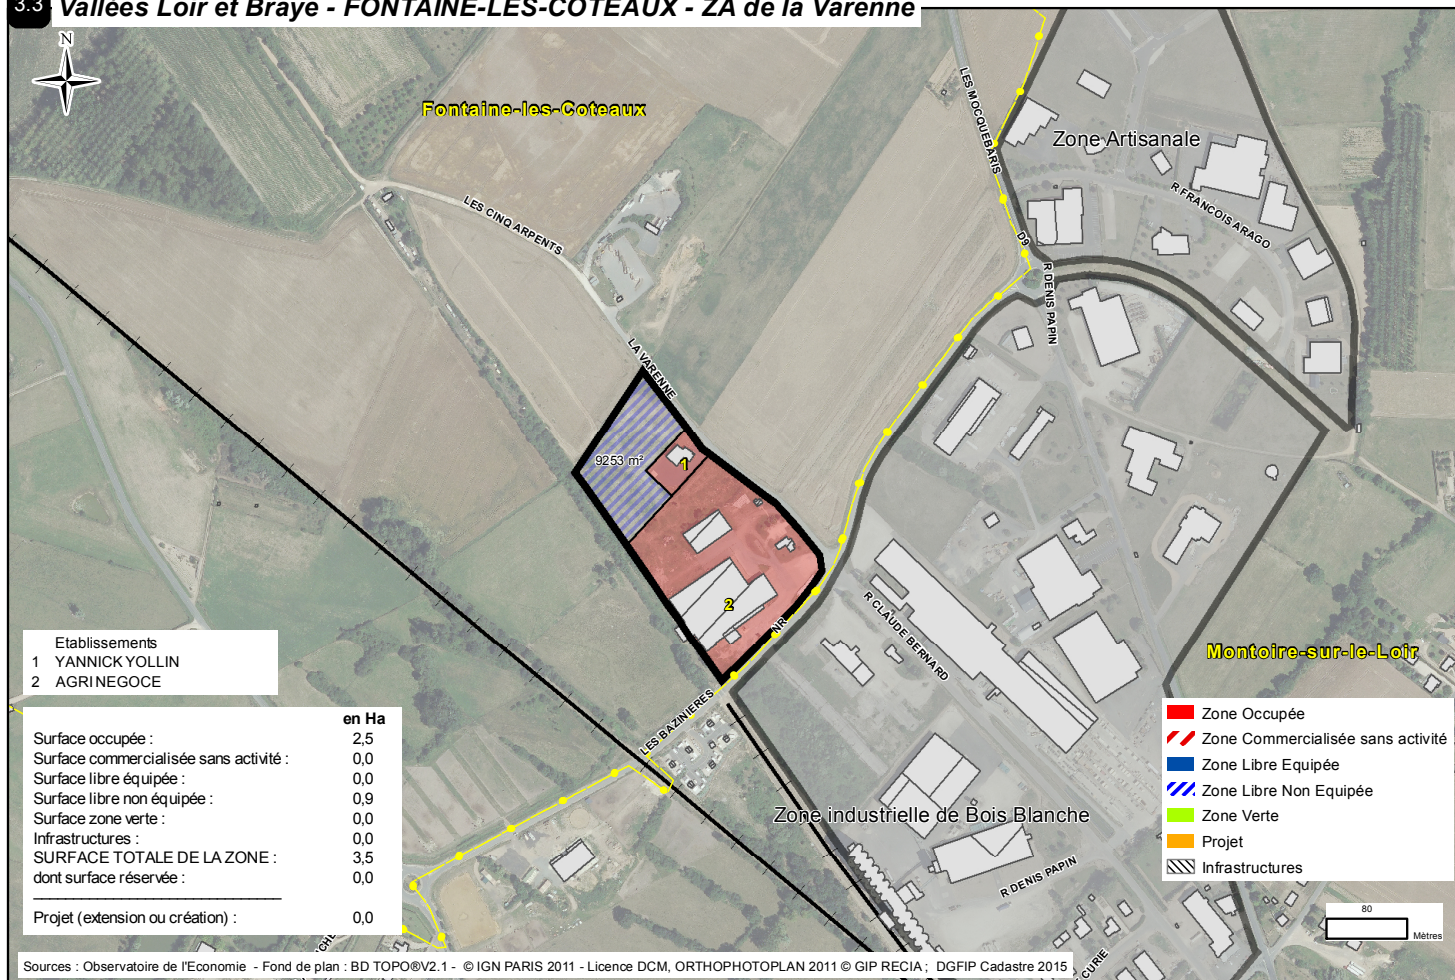 3.3 Vallées Loir et Braye - FONTAINE-LES-COTEAUX - ZA de la Varenne
N
Fontaine-les-Coteaux
LES MOCQUEBARIS
Zone Artisanale
R FRANCOIS ARAGO
LES CINQ ARPENTS
D9
R DENIS PAPIN
LA VARENNE
9253 m²
1
2
NR
R CLAUDE BERNARD
Montoire-sur-le-Loir
LES BAZINIERES
Zone industrielle de Bois Blanche
R DENIS PAPIN
CURIE
Etablissements
1 YANNICK YOLLIN
2 AGRINEGOCE
en Ha
Surface occupée : 2,5
Surface commercialisée sans activité : 0,0
Surface libre équipée : 0,0
Surface libre non équipée : 0,9
Surface zone verte : 0,0
Infrastructures : 0,0
SURFACE TOTALE DE LA ZONE : 3,5
dont surface réservée : 0,0
Projet (extension ou création) : 0,0
Zone Occupée
Zone Commercialisée sans activité
Zone Libre Equipée
Zone Libre Non Equipée
Zone Verte
Projet
Infrastructures
80
Mètres
Sources : Observatoire de l'Economie - Fond de plan : BD TOPO®V2.1 - © IGN PARIS 2011 - Licence DCM, ORTHOPHOTOPLAN 2011 © GIP RECIA ; DGFIP Cadastre 2015